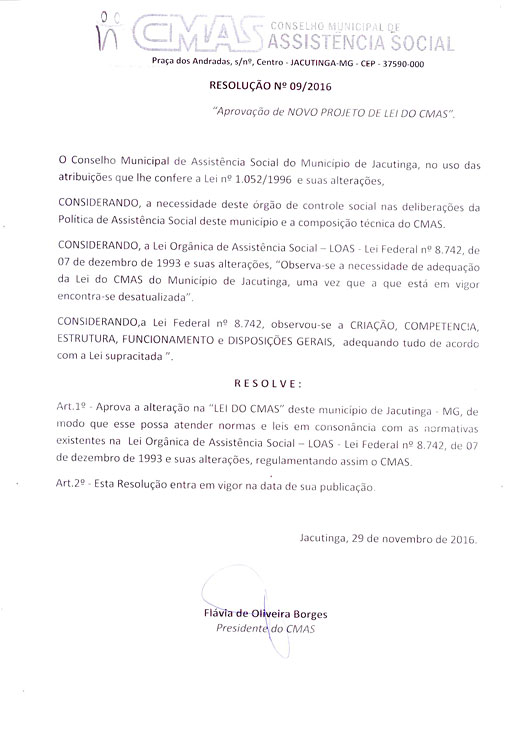 CMAS CONSELHO MUNICIPAL DE
ASSISTÊNCIA SOCIAL
Praça dos Andradas, s/nº, Centro - JACUTINGA-MG - CEP - 37590-000
RESOLUÇÃO Nº 09/2016
“Aprovação de NOVO PROJETO DE LEI DO CMAS”.
O Conselho Municipal de Assistência Social do Município de Jacutinga, no uso das
atribuições que lhe confere a Lei nº 1.052/1996 e suas alterações,
CONSIDERANDO, a necessidade deste órgão de controle social nas deliberações da
Política de Assistência Social deste município e a composição técnica do CMAS.
CONSIDERANDO, a Lei Orgânica de Assistência Social – LOAS - Lei Federal nº 8.742, de
07 de dezembro de 1993 e suas alterações, “Observa-se a necessidade de adequação
da Lei do CMAS do Município de Jacutinga, uma vez que a que está em vigor
encontra-se desatualizada”.
CONSIDERANDO,a Lei Federal nº 8.742, observou-se a CRIAÇÃO, COMPETENCIA,
ESTRUTURA, FUNCIONAMENTO e DISPOSIÇÕES GERAIS, adequando tudo de acordo
com a Lei supracitada ”.
R E S O L V E :
Art.1º - Aprova a alteração na “LEI DO CMAS” deste município de Jacutinga - MG, de
modo que esse possa atender normas e leis em consonância com as normativas
existentes na Lei Orgânica de Assistência Social – LOAS - Lei Federal nº 8.742, de 07
de dezembro de 1993 e suas alterações, regulamentando assim o CMAS.
Art.2º - Esta Resolução entra em vigor na data de sua publicação.
Jacutinga, 29 de novembro de 2016.
Flávia de Oliveira Borges
Presidente do CMAS